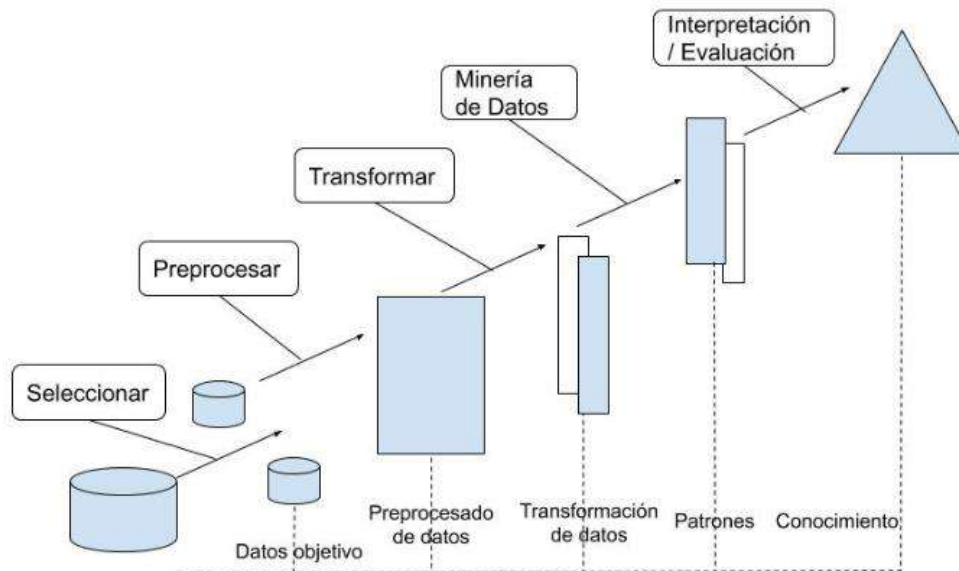 Interpretación
/ Evaluación
Minería
de Datos
Transformar
Preprocesar
Seleccionar
Datos objetivo
Preprocesado
de datos
Transformación
de datos
Patrones
Conocimiento